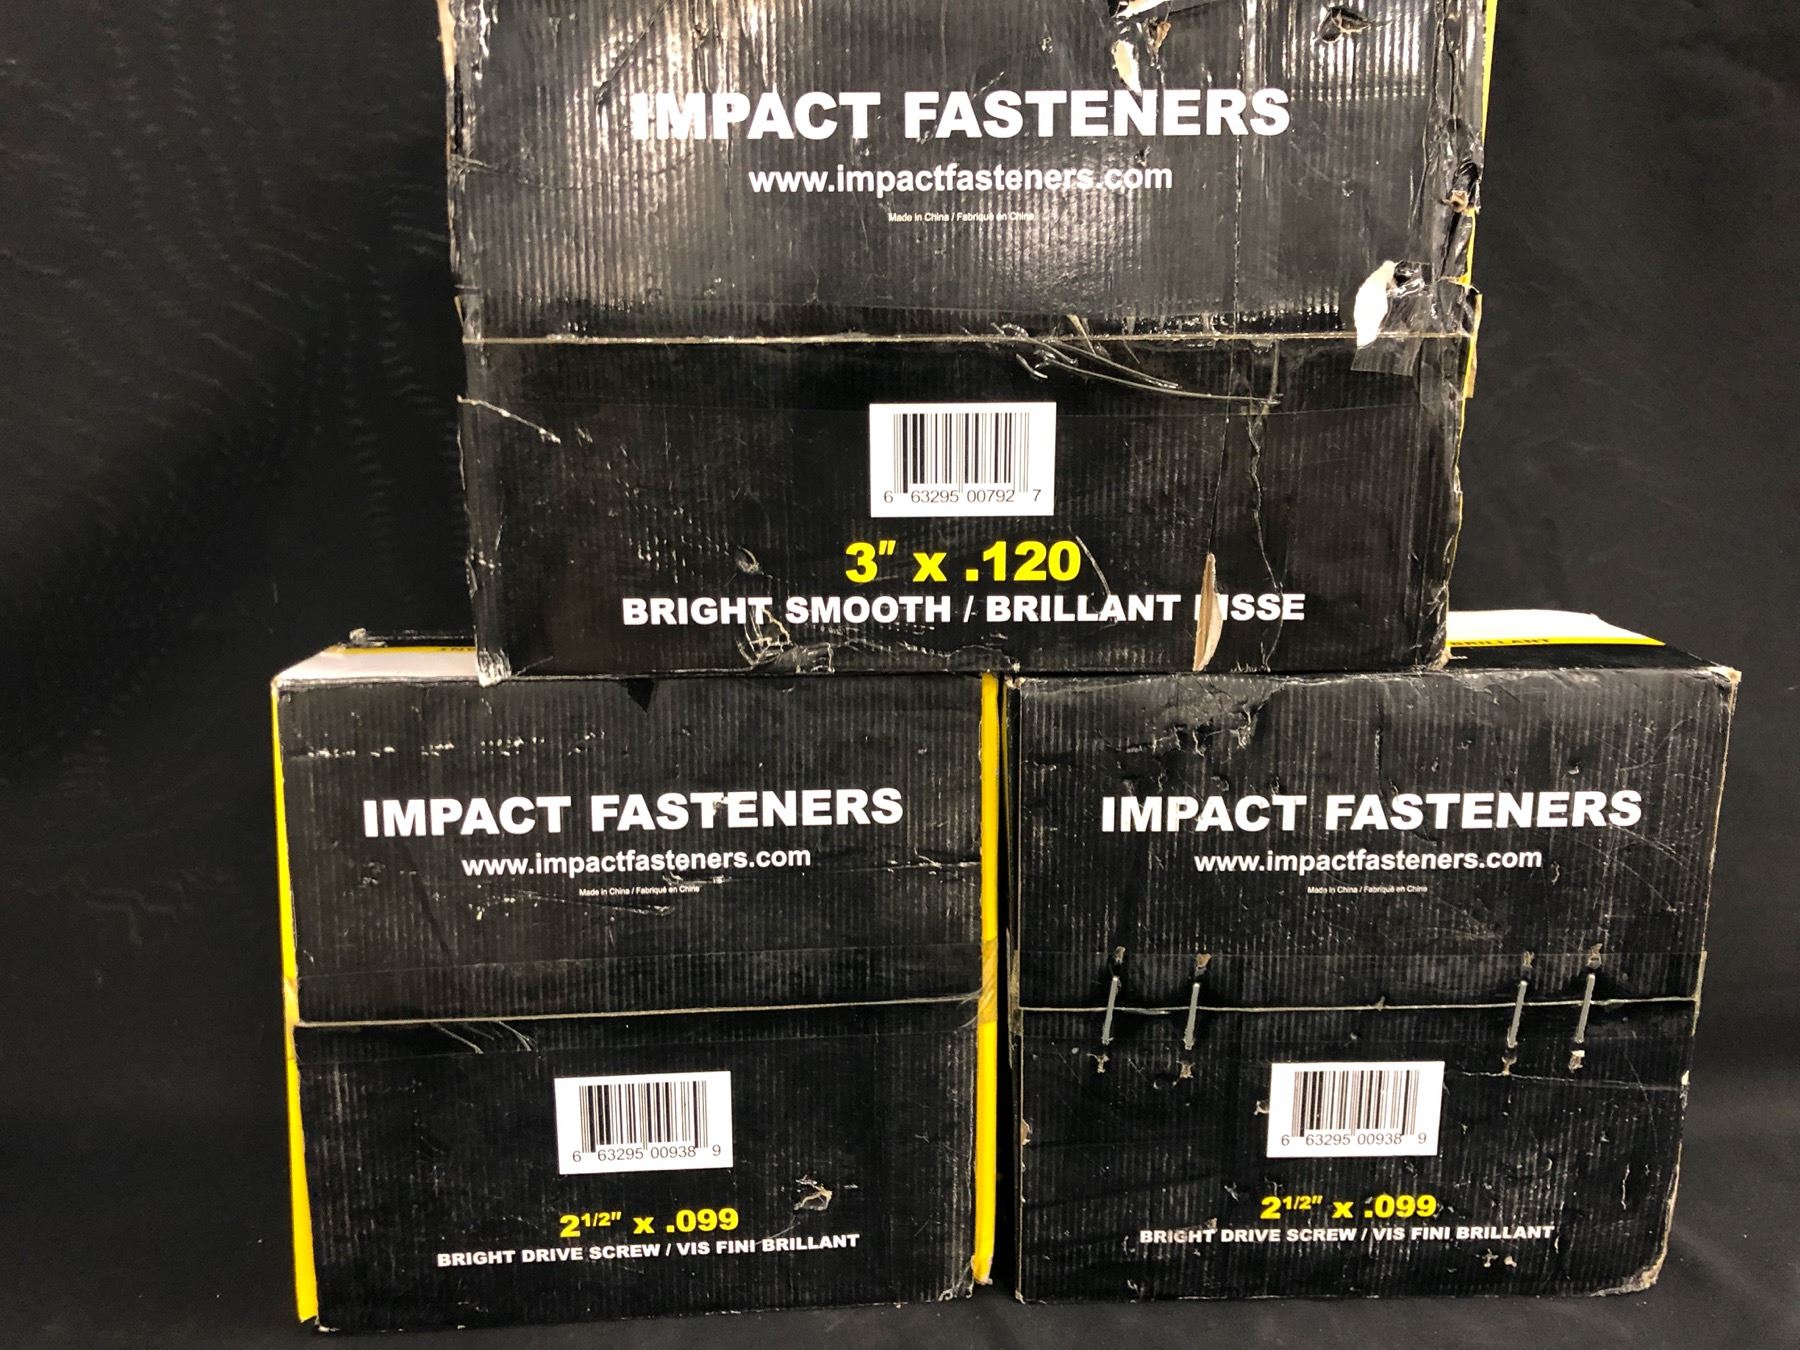 IMPACT FASTENERS
www.impactfasteners.com
Made in China / Fabriqué en Chine
6 63295 00792 7
3" x .120
BRIGHT SMOOTH / BRILLANT LISSE
IMPACT FASTENERS
www.impactfasteners.com
Made in China / Fabriqué en Chine
6 63295 00938 9
2 1/2" x .099
BRIGHT DRIVE SCREW / VIS FINI BRILLANT
BRILLANT
IMPACT FASTENERS
www.impactfasteners.com
Made in China / Fabriqué en Chine
6 63295 00938 9
2 1/2" x .099
BRIGHT DRIVE SCREW / VIS FINI BRILLANT